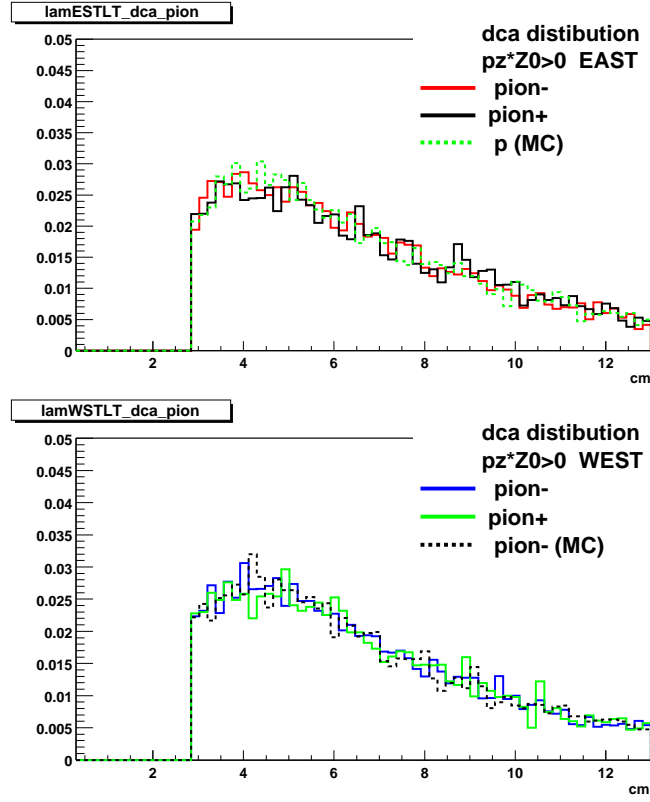 lamESTLT_dca_pion
dca distibution
pz*Z0>0 EAST
pion-
pion+
p (MC)
0.05
0.045
0.04
0.035
0.03
0.025
0.02
0.015
0.01
0.005
0
2 4 6 8 10 12
cm
lamWSTLT_dca_pion
dca distibution
pz*Z0>0 WEST
pion-
pion+
pion- (MC)
0.05
0.045
0.04
0.035
0.03
0.025
0.02
0.015
0.01
0.005
0
2 4 6 8 10 12
cm